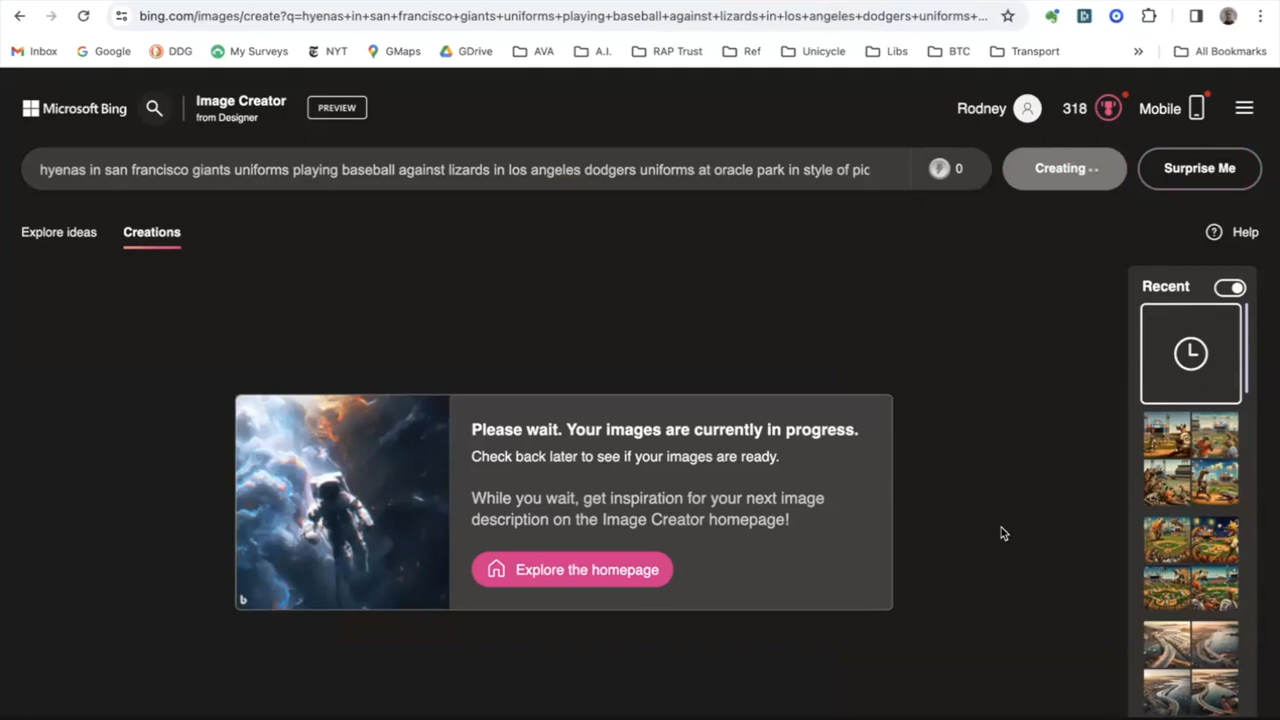 bing.com/images/create?q=hyenas+in+san+francisco+giants+uniforms+playing+baseball+against+lizards+in+los+angeles+dodgers+uniforms+...
Inbox
Google
DDG
My Surveys
NYT
GMaps
GDrive
AVA
A.I.
RAP Trust
Ref
Unicycle
Libs
BTC
Transport
»
All Bookmarks
Microsoft Bing
Image Creator
from Designer
PREVIEW
Rodney
318
Mobile
hyenas in san francisco giants uniforms playing baseball against lizards in los angeles dodgers uniforms at oracle park in style of pic
0
Creating --
Surprise Me
Explore ideas
Creations
Help
Recent
Please wait. Your images are currently in progress.
Check back later to see if your images are ready.
While you wait, get inspiration for your next image
description on the Image Creator homepage!
Explore the homepage
b